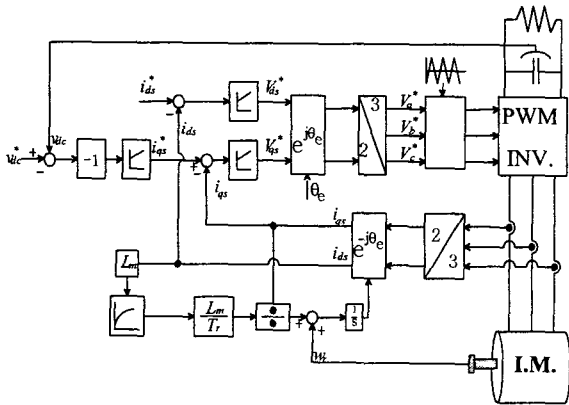 i*ds
V*ds
ids
vdc
v*dc
+
-
-1
i*qs
+
-
-
V*qs
iqs
e^jθe
θe
3
2
V*a
V*b
V*c
PWM
INV.
iqs
ids
e^-jθe
2
3
Lm
Lm
Tr
÷
+
+
1
s
I.M.